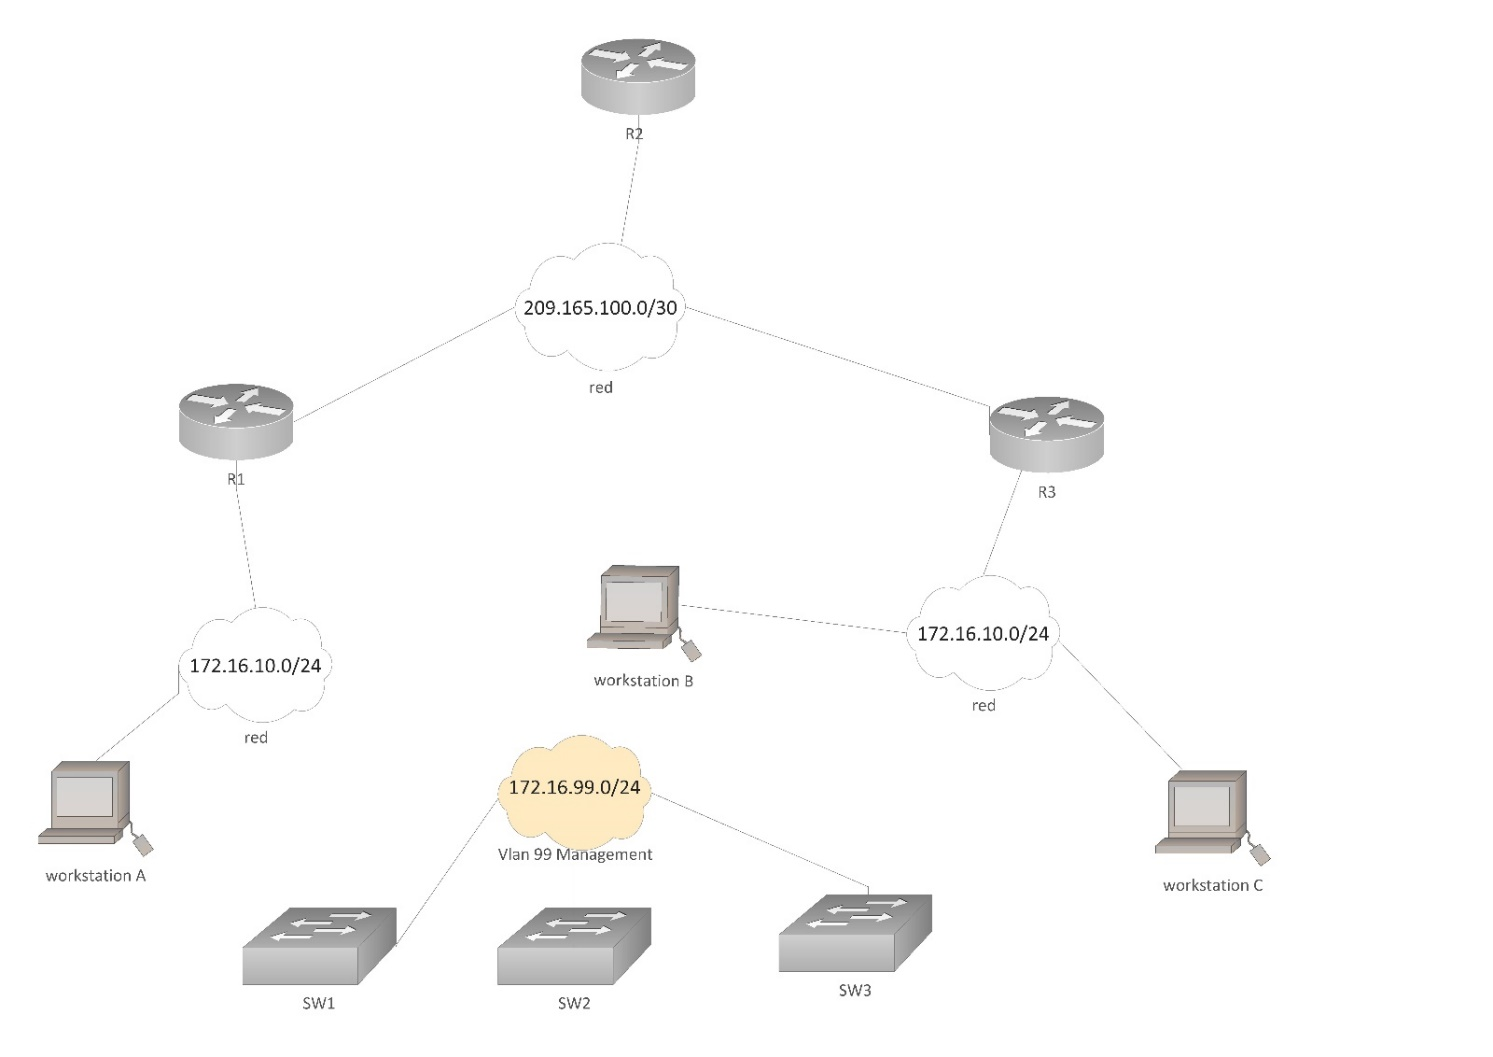 R2
209.165.100.0/30
red
R1
R3
172.16.10.0/24
red
workstation B
172.16.10.0/24
red
172.16.99.0/24
Vlan 99 Management
workstation A
workstation C
SW1
SW2
SW3